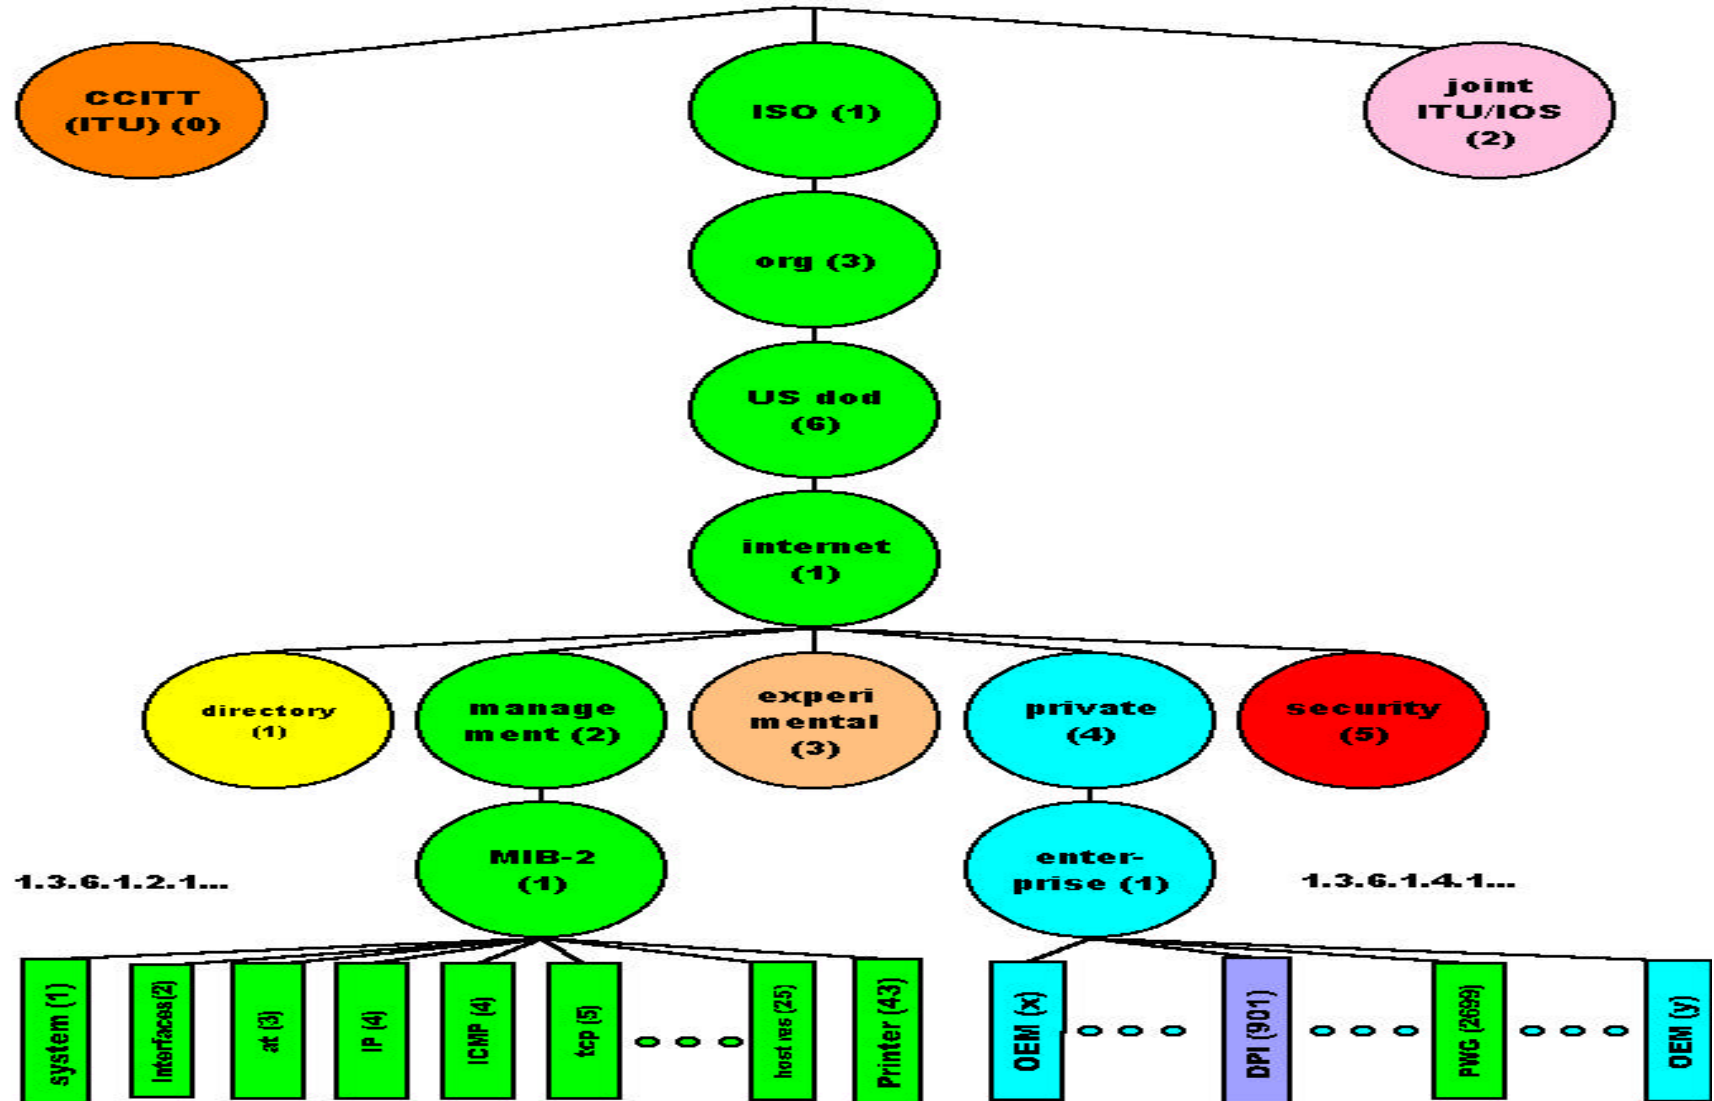 CCITT
(ITU) (0)
ISO (1)
joint
ITU/IOS
(2)
org (3)
US dod
(6)
internet
(1)
directory
(1)
manage
ment (2)
experi
mental
(3)
private
(4)
security
(5)
1.3.6.1.2.1...
MIB-2
(1)
enter-
prise (1)
1.3.6.1.4.1...
system (1)
Interfaces(2)
at (3)
IP (4)
ICMP (4)
tcp (5)
host res (25)
Printer (43)
OEM (x)
DPI (901)
PWG (2699)
OEM (y)